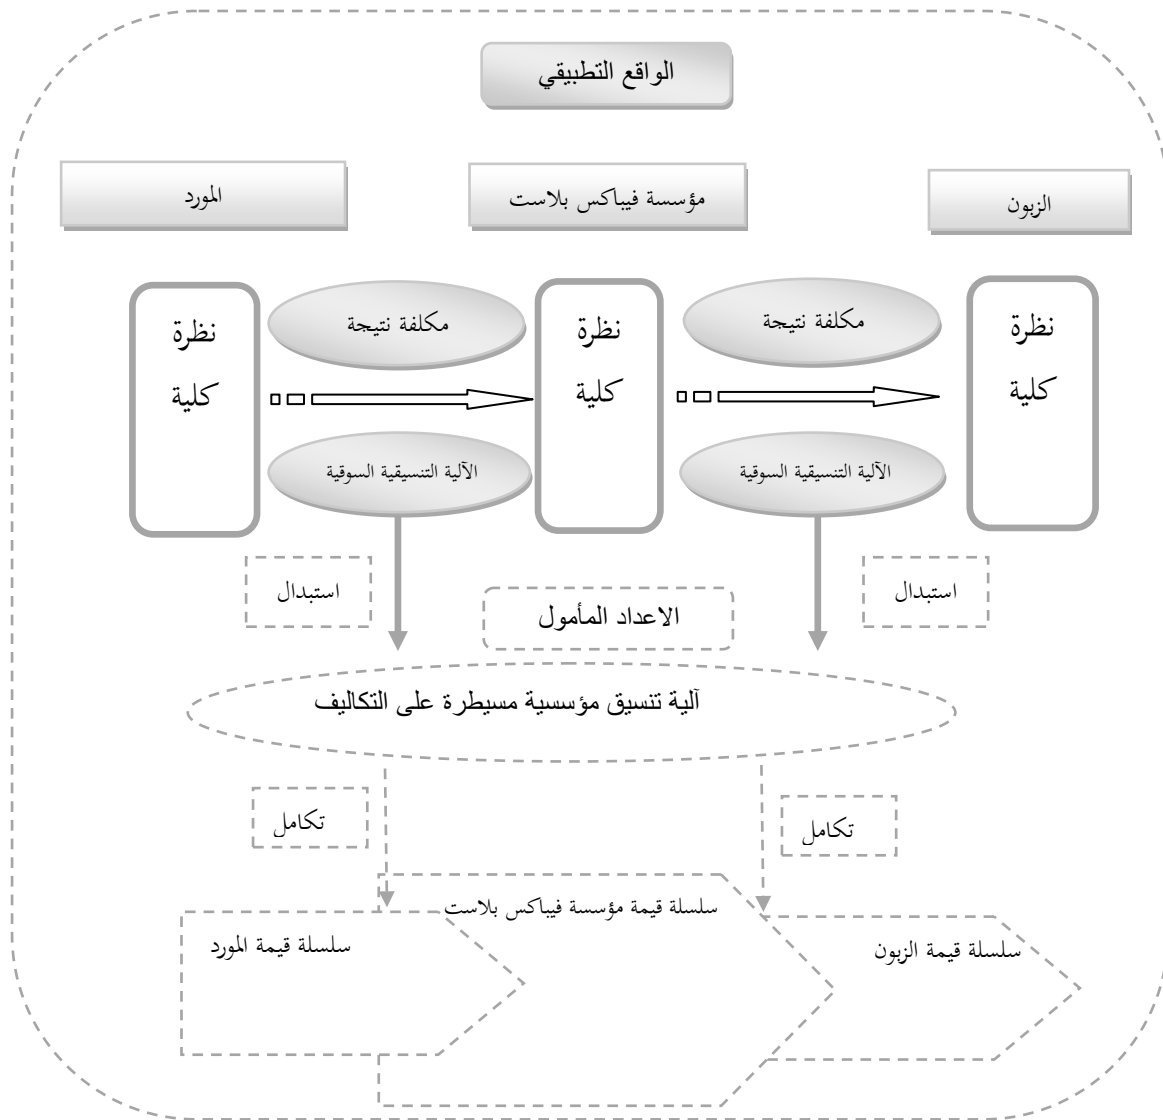 الواقع التطبيقي
الزبون
مؤسسة فيباكس بلاست
المورد
نظرة
كلية
مكلفة نتيجة
نظرة
كلية
مكلفة نتيجة
نظرة
كلية
الآلية التنسيقية السوقية
الآلية التنسيقية السوقية
استبدال
الاعداد المأمول
استبدال
آلية تنسيق مؤسسية مسيطرة على التكاليف
تكامل
تكامل
سلسلة قيمة الزبون
سلسلة قيمة مؤسسة فيباكس بلاست
سلسلة قيمة المورد